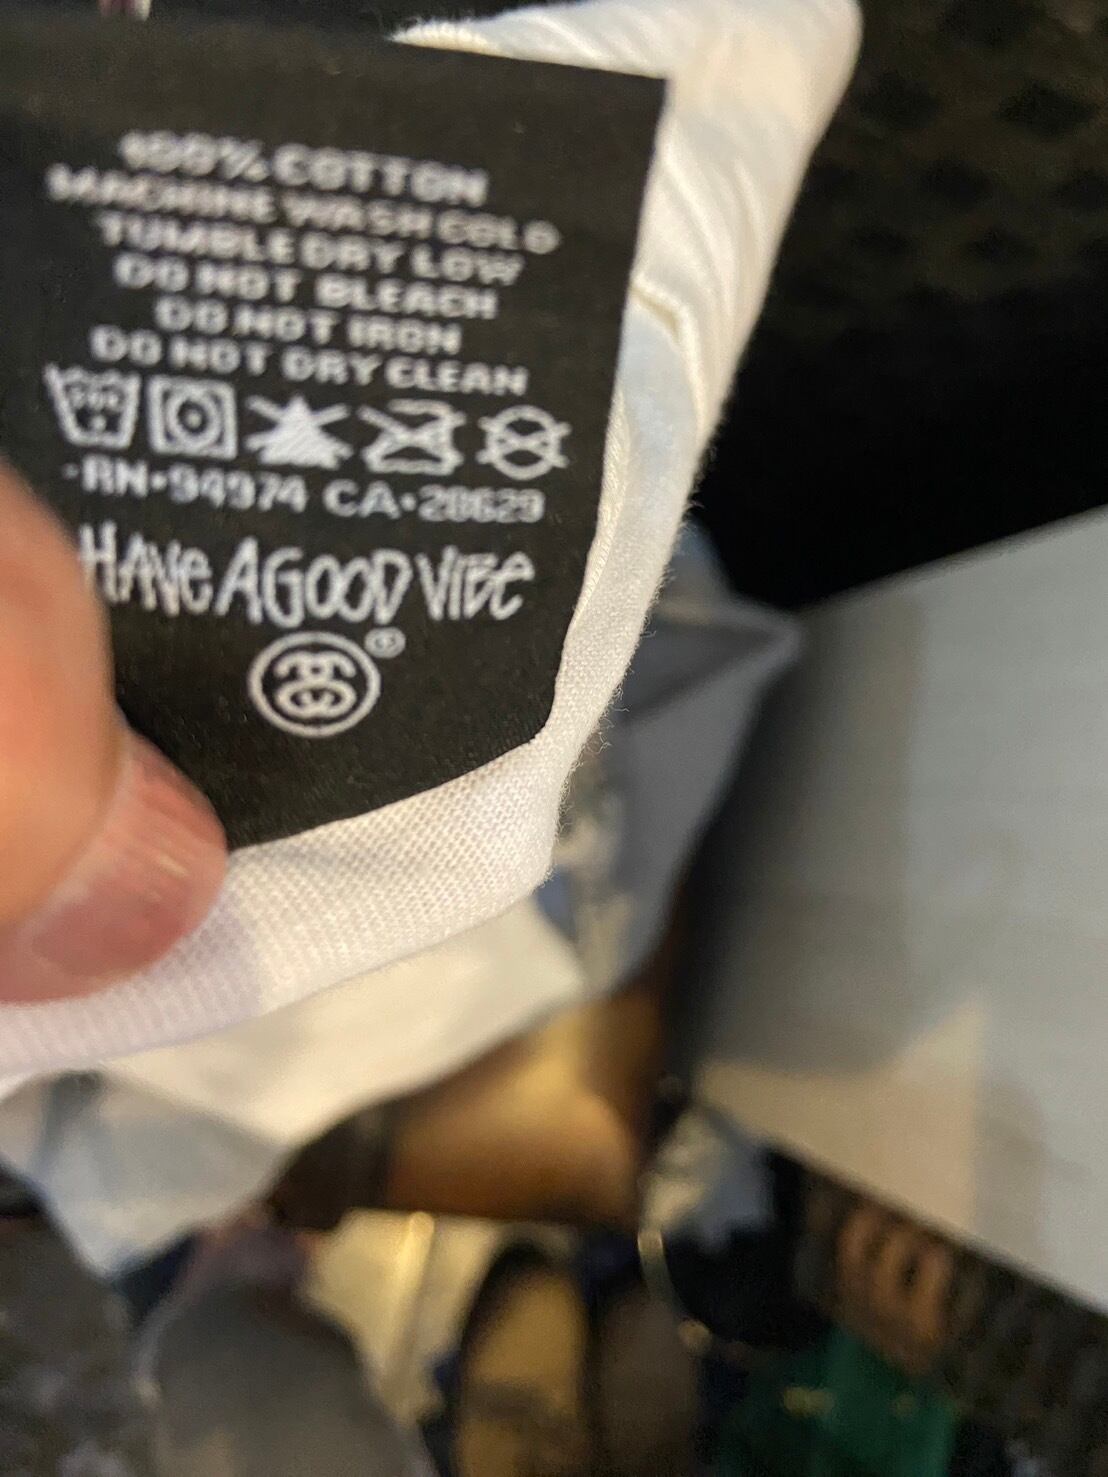 100% COTTON
MACHINE WASH COLD
TUMBLE DRY LOW
DO NOT BLEACH
DO NOT IRON
DO NOT DRY CLEAN
RN•94974 CA•28629
HAVE A GOOD VIBE
®